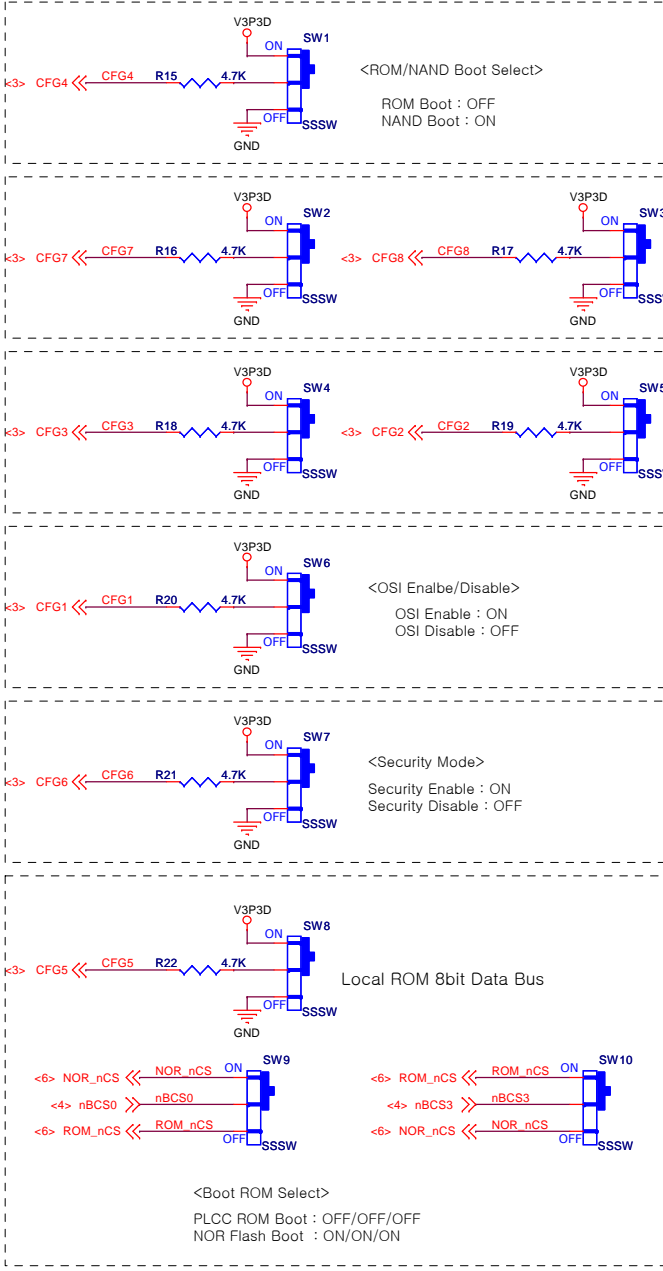 V3P3D
SW1
ON
<3> CFG4 CFG4 R15 4.7K
<ROM/NAND Boot Select>
ROM Boot : OFF
NAND Boot : ON
OFF
SSSW
GND
V3P3D
SW2
ON
<3> CFG7 CFG7 R16 4.7K
OFF
SSSW
GND
V3P3D
SW3
ON
<3> CFG8 CFG8 R17 4.7K
OFF
SSSW
GND
V3P3D
SW4
ON
<3> CFG3 CFG3 R18 4.7K
OFF
SSSW
GND
V3P3D
SW5
ON
<3> CFG2 CFG2 R19 4.7K
OFF
SSSW
GND
V3P3D
SW6
ON
<3> CFG1 CFG1 R20 4.7K
<OSI Enalbe/Disable>
OSI Enable : ON
OSI Disable : OFF
OFF
SSSW
GND
V3P3D
SW7
ON
<3> CFG6 CFG6 R21 4.7K
<Security Mode>
Security Enable : ON
Security Disable : OFF
OFF
SSSW
GND
V3P3D
SW8
ON
<3> CFG5 CFG5 R22 4.7K
Local ROM 8bit Data Bus
OFF
SSSW
GND
SW9
<6> NOR_nCS NOR_nCS ON
<4> nBCS0 nBCS0
<6> ROM_nCS ROM_nCS
OFF
SSSW
SW10
<6> ROM_nCS ROM_nCS ON
<4> nBCS3 nBCS3
<6> NOR_nCS NOR_nCS
OFF
SSSW
<Boot ROM Select>
PLCC ROM Boot : OFF/OFF/OFF
NOR Flash Boot : ON/ON/ON